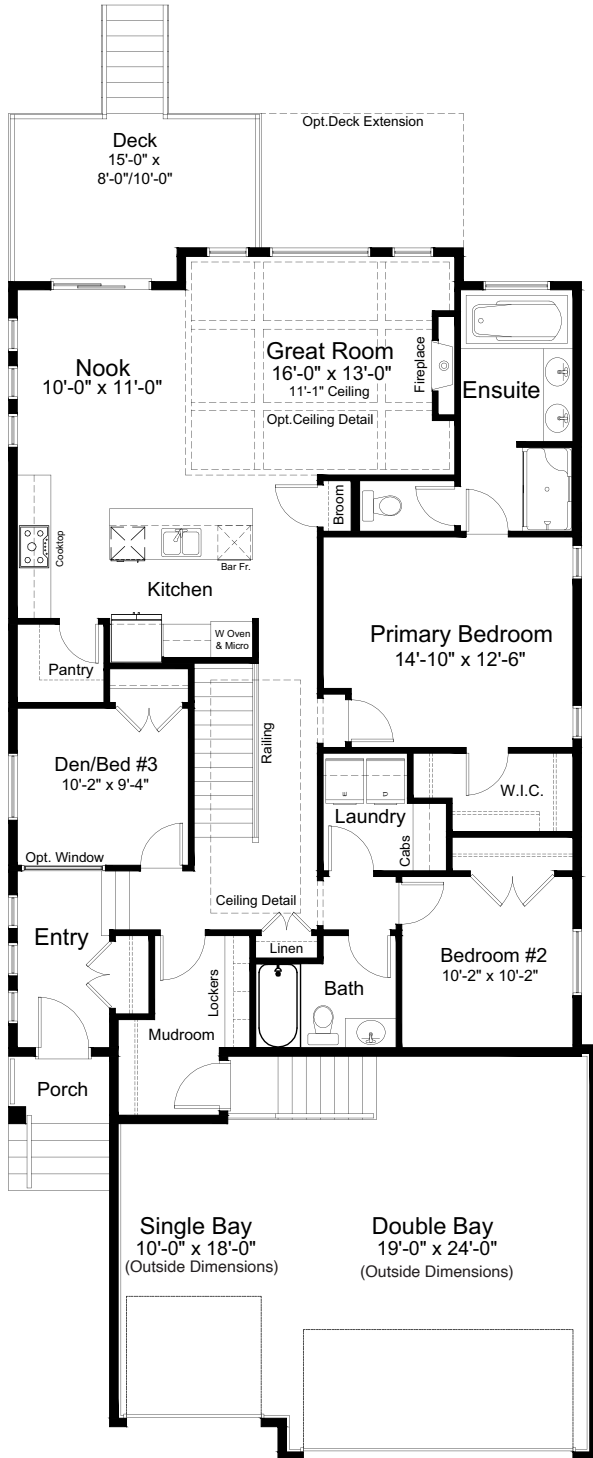 Opt.Deck Extension
Deck
15'-0" x
8'-0"/10'-0"
Great Room
16'-0" x 13'-0"
11'-1" Ceiling
Opt.Ceiling Detail
Fireplace
Nook
10'-0" x 11'-0"
Ensuite
Broom
Cooktop
Bar Fr.
Kitchen
W Oven
& Micro
Pantry
Primary Bedroom
14'-10" x 12'-6"
Railing
Den/Bed #3
10'-2" x 9'-4"
W.I.C.
Laundry
Cabs
Opt. Window
Ceiling Detail
Entry
Linen
Bedroom #2
10'-2" x 10'-2"
Lockers
Bath
Mudroom
Porch
Single Bay
10'-0" x 18'-0"
(Outside Dimensions)
Double Bay
19'-0" x 24'-0"
(Outside Dimensions)